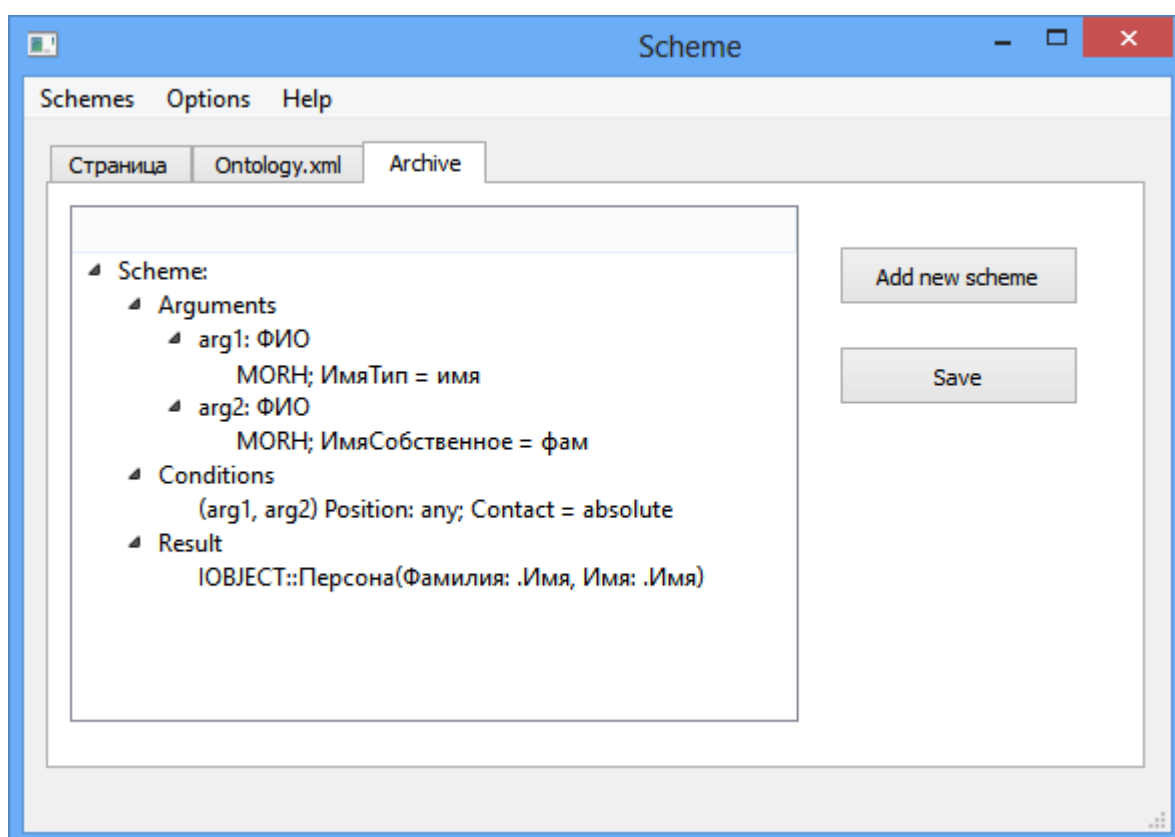 Scheme
Schemes Options Help
Страница Ontology.xml Archive
Scheme:
Arguments
arg1: ФИО
MORH; ИмяТип = имя
arg2: ФИО
MORH; ИмяСобственное = фам
Conditions
(arg1, arg2) Position: any; Contact = absolute
Result
IOBJECT::Персона(Фамилия: .Имя, Имя: .Имя)
Add new scheme
Save